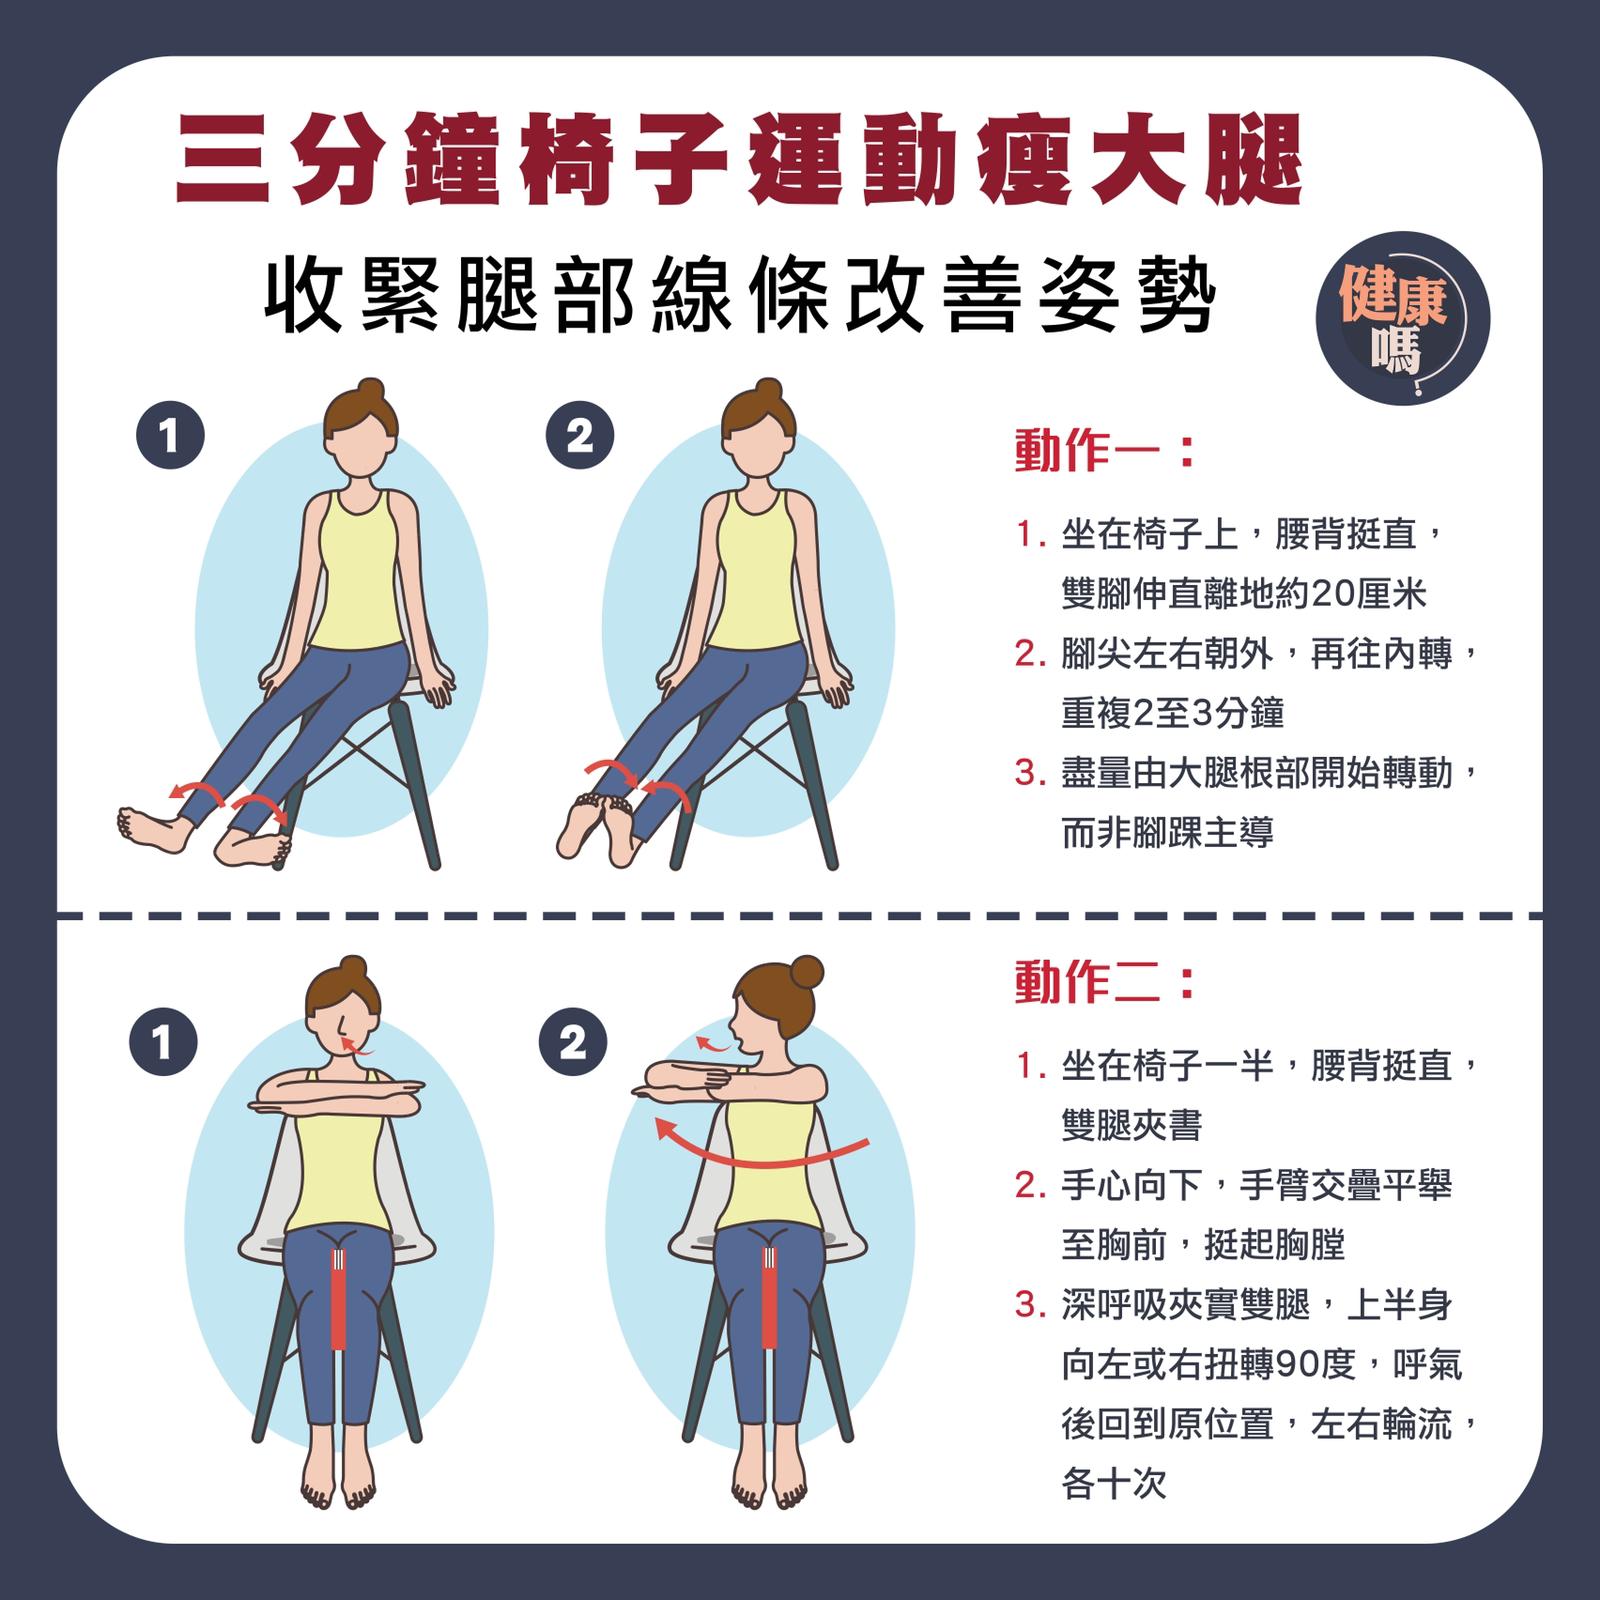 三分鐘椅子運動瘦大腿
收緊腿部線條改善姿勢
健康
嗎
1
2
動作一：
1. 坐在椅子上，腰背挺直，
雙腳伸直離地約20厘米
2. 腳尖左右朝外，再往內轉，
重複2至3分鐘
3. 盡量由大腿根部開始轉動，
而非腳踝主導
1
2
動作二：
1. 坐在椅子一半，腰背挺直，
雙腿夾書
2. 手心向下，手臂交疊平舉
至胸前，挺起胸膛
3. 深呼吸夾實雙腿，上半身
向左或右扭轉90度，呼氣
後回到原位置，左右輪流，
各十次